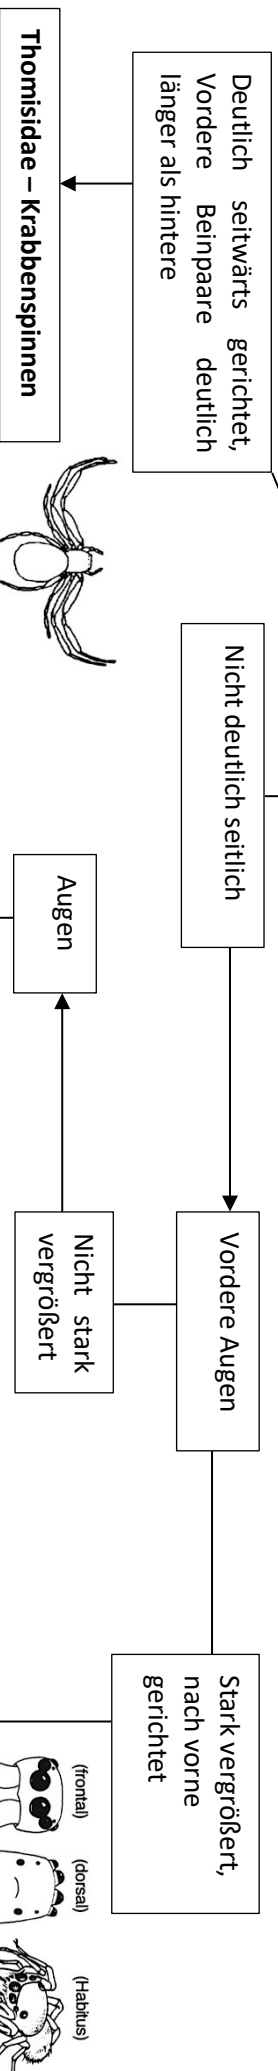 Deutlich seitwärts gerichtet,
Vordere Beinpaare deutlich
länger als hintere
Thomisidae – Krabbenspinnen
Nicht deutlich seitlich
Vordere Augen
Nicht stark
vergrößert
Augen
Stark vergrößert,
nach vorne
gerichtet
(frontal)
(dorsal)
(Habitus)